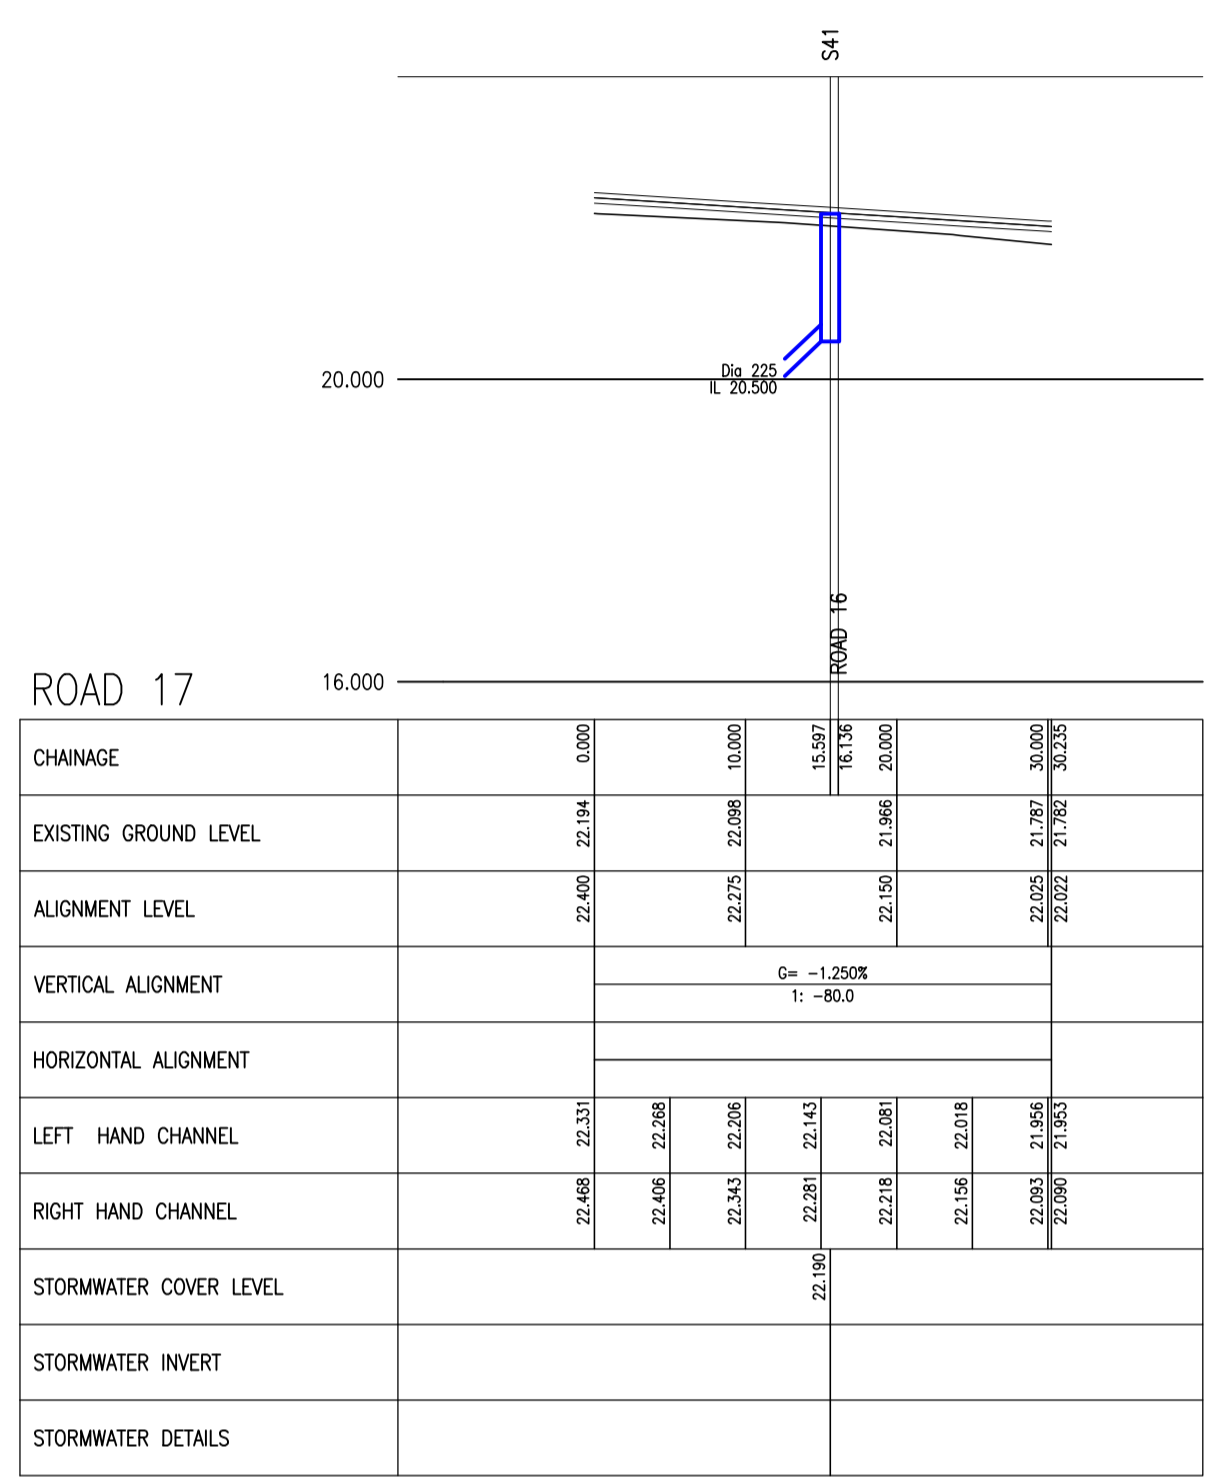 S41
20.000
Dia 225
IL 20.500
ROAD 16
ROAD 17
16.000
CHAINAGE 0.000 10.000 15.597 16.136 20.000 30.000 30.235
EXISTING GROUND LEVEL 22.194 22.098 21.966 21.787 21.782
ALIGNMENT LEVEL 22.400 22.275 22.150 22.025 22.022
VERTICAL ALIGNMENT
G= -1.250%
1: -80.0
HORIZONTAL ALIGNMENT
LEFT HAND CHANNEL 22.331 22.268 22.206 22.143 22.081 22.018 21.956 21.953
RIGHT HAND CHANNEL 22.468 22.406 22.343 22.281 22.218 22.156 22.093 22.090
STORMWATER COVER LEVEL 22.190
STORMWATER INVERT
STORMWATER DETAILS